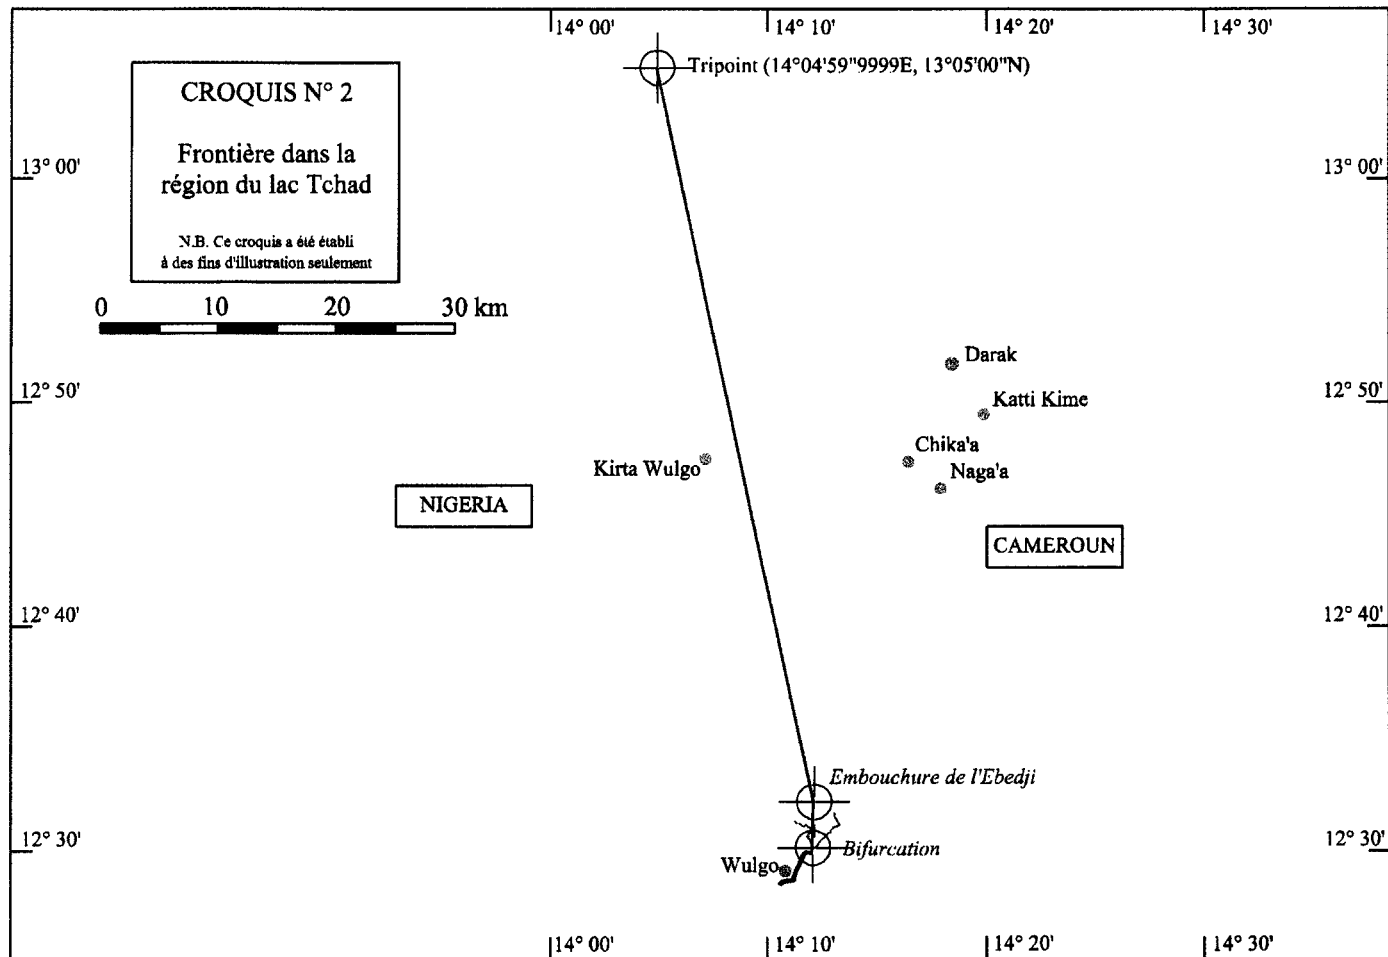 14° 00' 14° 10' 14° 20' 14° 30'
Tripoint (14°04'59"9999E, 13°05'00"N)
CROQUIS N° 2
Frontière dans la
région du lac Tchad
N.B. Ce croquis a été établi
à des fins d'illustration seulement
13° 00' 13° 00'
0 10 20 30 km
Darak
12° 50' 12° 50'
Katti Kime
Chika'a
Kirta Wulgo
Naga'a
NIGERIA
CAMEROUN
12° 40' 12° 40'
Embouchure de l'Ebedji
12° 30' 12° 30'
Bifurcation
Wulgo
14° 00' 14° 10' 14° 20' 14° 30'